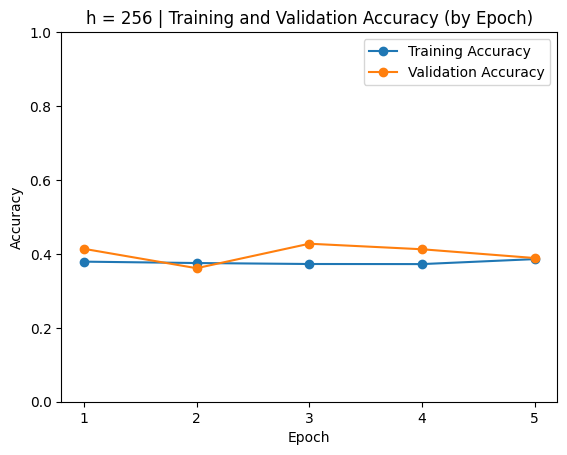 h = 256 | Training and Validation Accuracy (by Epoch)
Training Accuracy
Validation Accuracy
Accuracy
1.0
0.8
0.6
0.4
0.2
0.0
1 2 3 4 5
Epoch